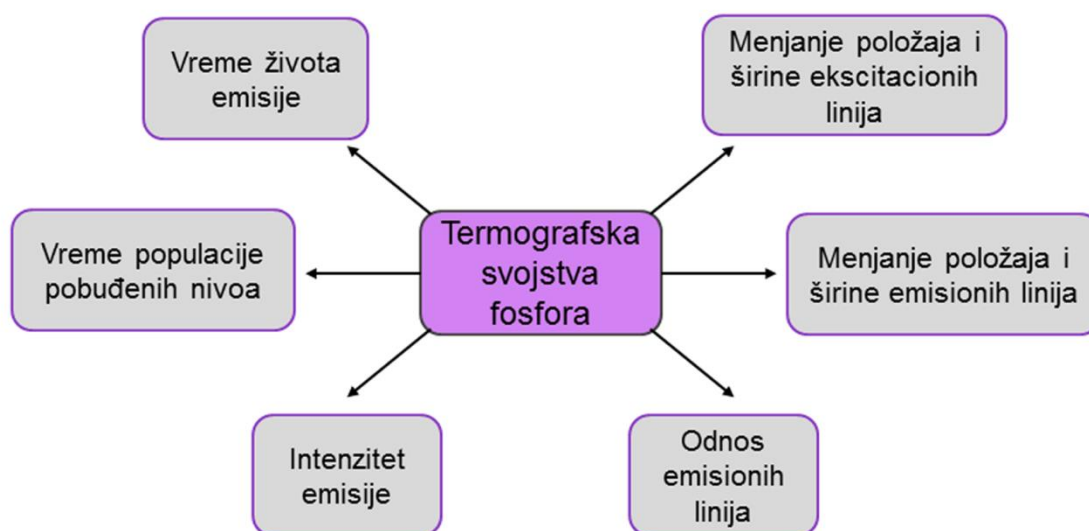 Vreme života
emisije
Menjanje položaja i
širine ekscitacionih
linija
Vreme populacije
pobuđenih nivoa
Termografska
svojstva
fosfora
Menjanje položaja i
širine emisionih linija
Intenzitet
emisije
Odnos
emisionih
linija